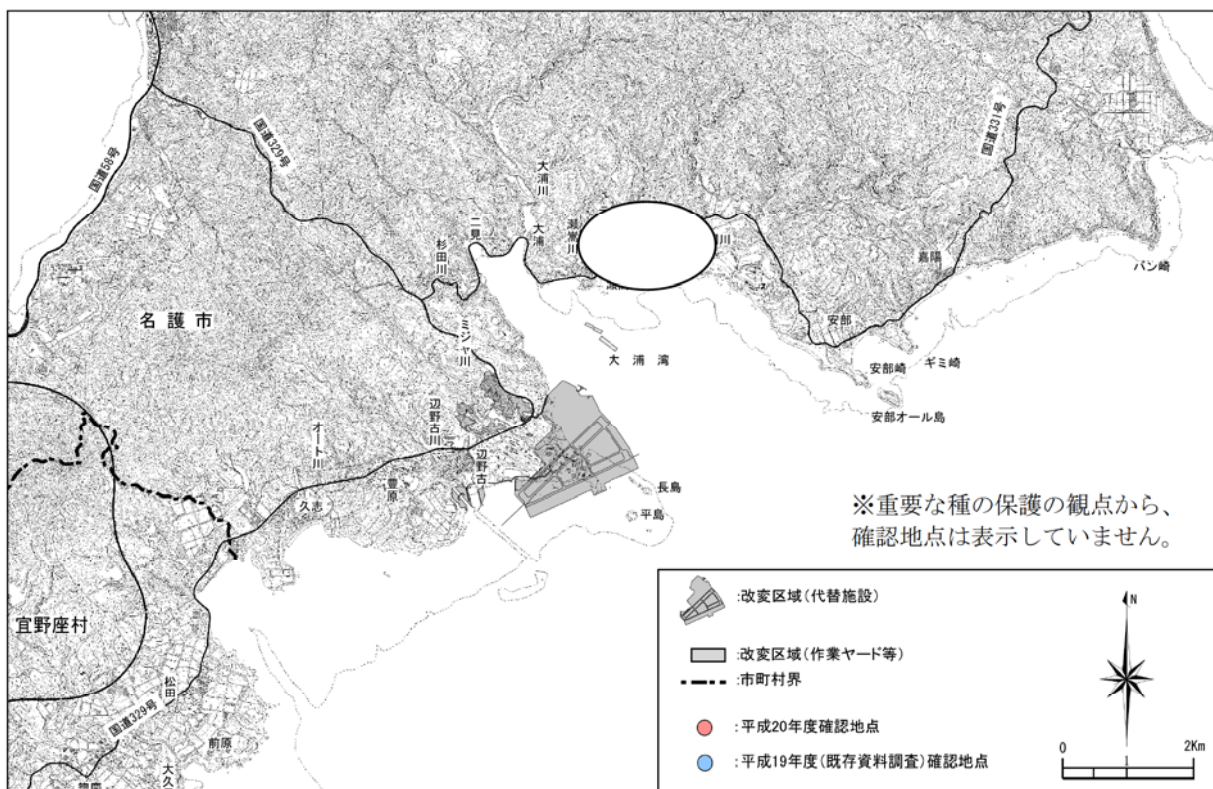 国道58号
国道329号
国道331号
大浦川
二見
大浦
杉田川
川
嘉陽
バン崎
名護市
ミジャ川
大浦湾
安部
安部崎
ギミ崎
安部オール島
辺野古川
オート川
辺野古
豊原
久志
長島
平島
※重要な種の保護の観点から、
確認地点は表示していません。
宜野座村
松田
国道329号
前原
大久
:改変区域(代替施設)
:改変区域(作業ヤード等)
:市町村界
:平成20年度確認地点
:平成19年度(既存資料調査)確認地点
N
0 1 2Km